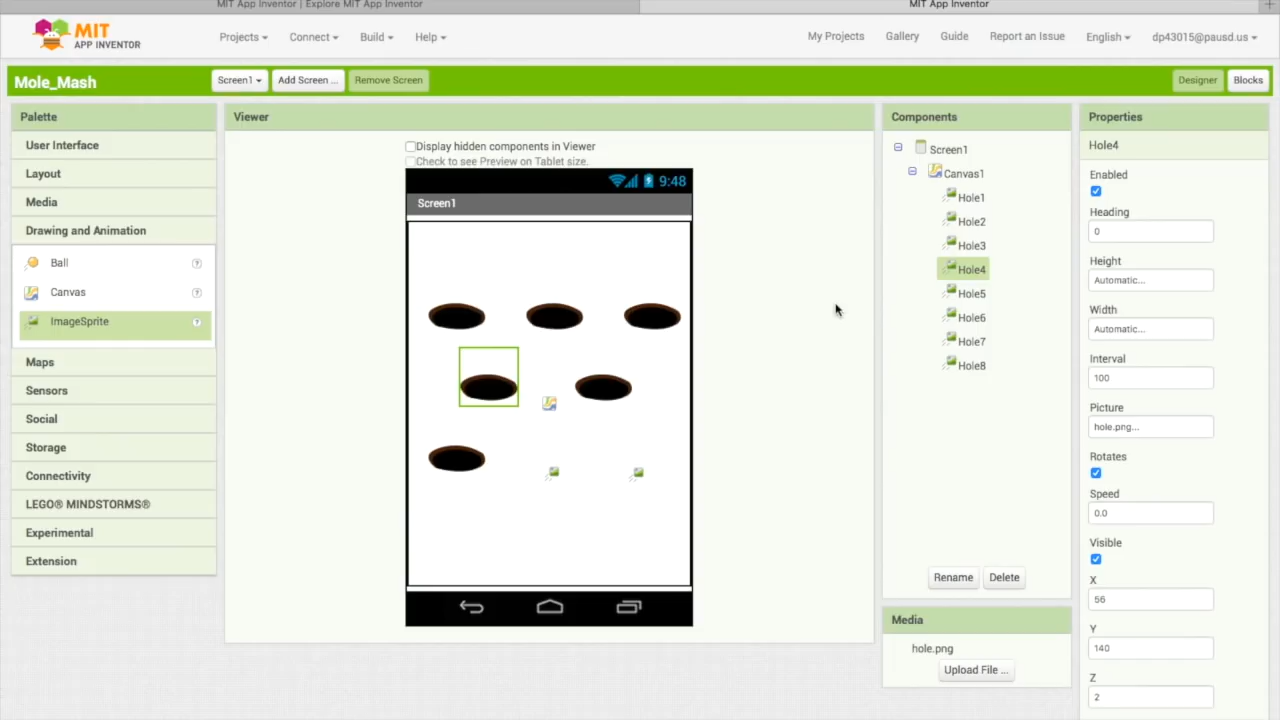 MIT App Inventor | Explore MIT App Inventor
MIT App Inventor
MIT
APP INVENTOR
Projects
Connect
Build
Help
My Projects
Gallery
Guide
Report an Issue
English
dp43015@pausd.us
Mole_Mash
Screen1
Add Screen ...
Remove Screen
Designer
Blocks
Palette
User Interface
Layout
Media
Drawing and Animation
Ball
?
Canvas
?
ImageSprite
?
Maps
Sensors
Social
Storage
Connectivity
LEGO® MINDSTORMS®
Experimental
Extension
Viewer
Display hidden components in Viewer
Check to see Preview on Tablet size.
9:48
Screen1
Components
Screen1
Canvas1
Hole1
Hole2
Hole3
Hole4
Hole5
Hole6
Hole7
Hole8
Rename
Delete
Media
hole.png
Upload File ...
Properties
Hole4
Enabled
Heading
0
Height
Automatic...
Width
Automatic...
Interval
100
Picture
hole.png...
Rotates
Speed
0.0
Visible
X
56
Y
140
Z
2